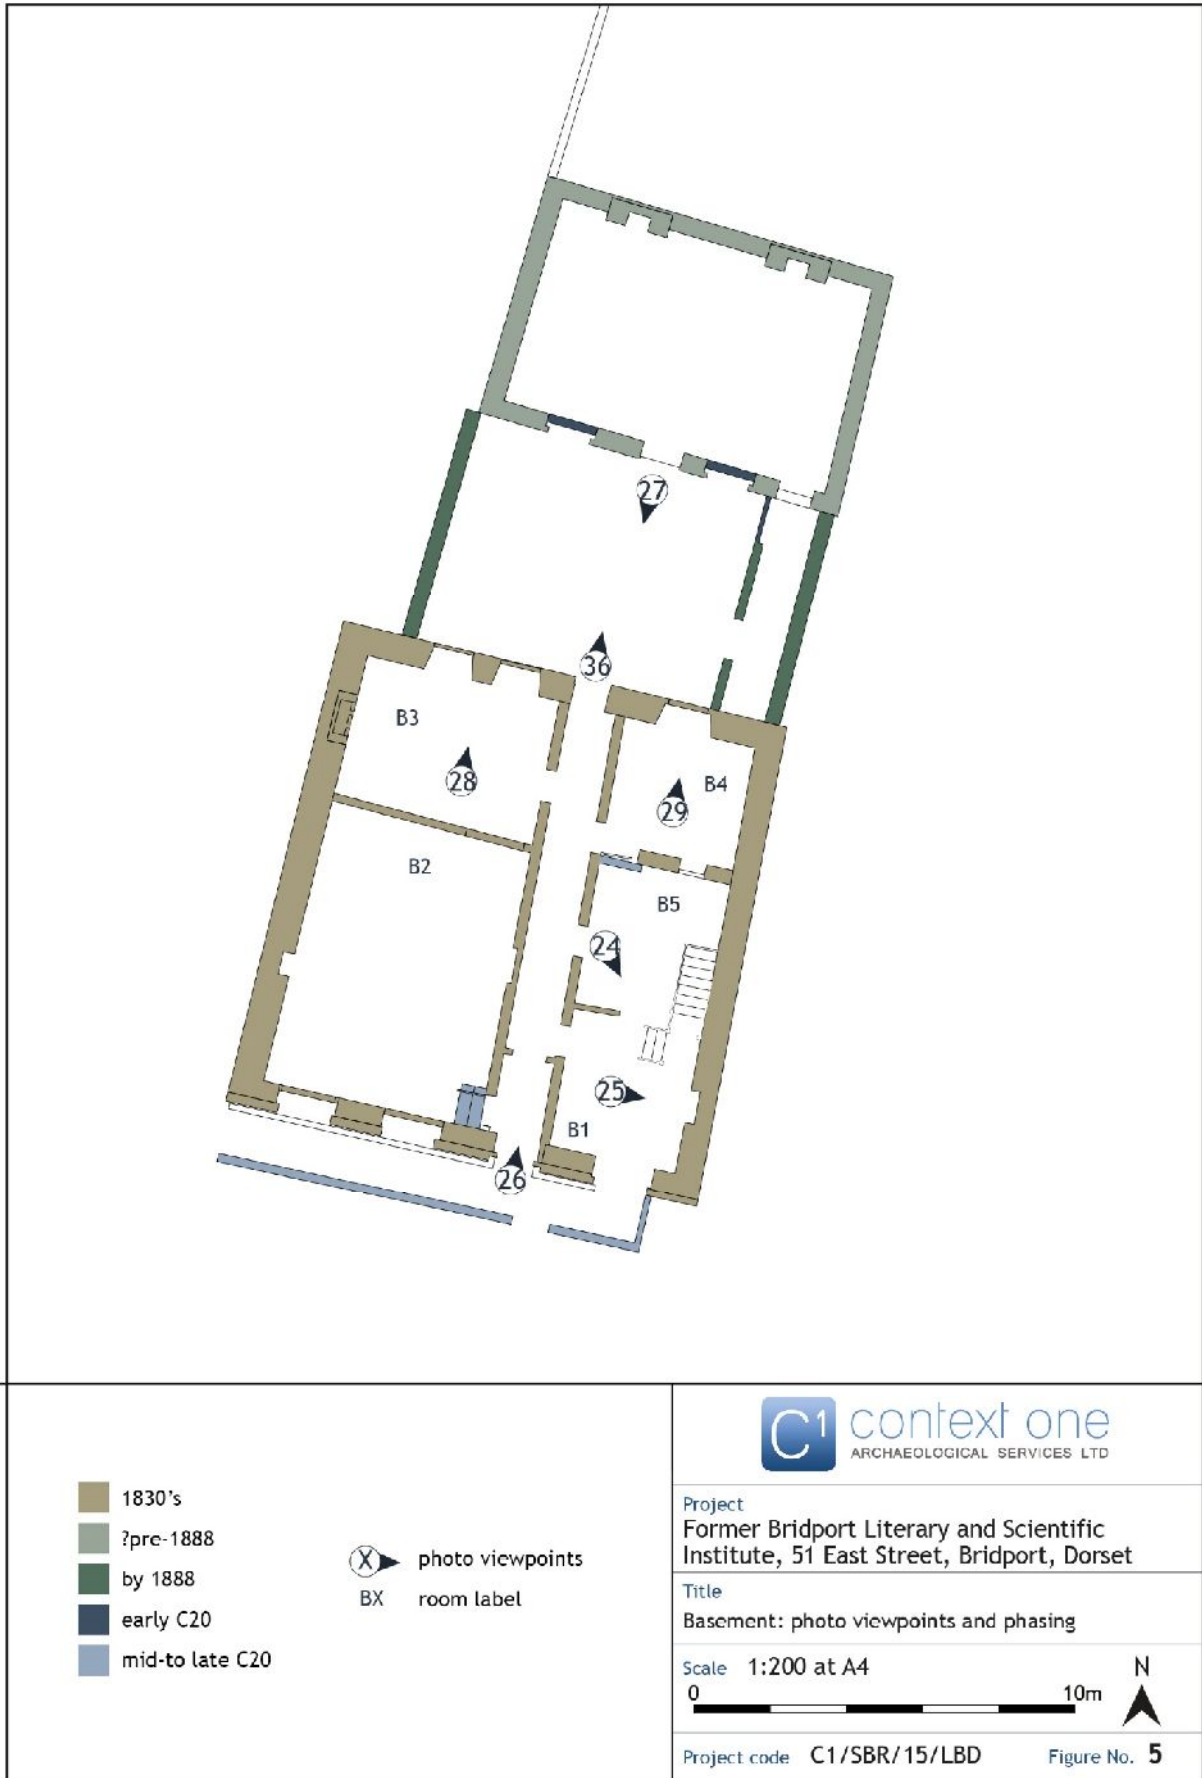 27
36
B3
28
B4
29
B2
B5
24
25
B1
26
1830's
?pre-1888
by 1888
early C20
mid-to late C20
X photo viewpoints
BX room label
C1 context one
ARCHAEOLOGICAL SERVICES LTD
Project
Former Bridport Literary and Scientific
Institute, 51 East Street, Bridport, Dorset
Title
Basement: photo viewpoints and phasing
Scale 1:200 at A4
N
0 10m
Project code C1/SBR/15/LBD Figure No. 5